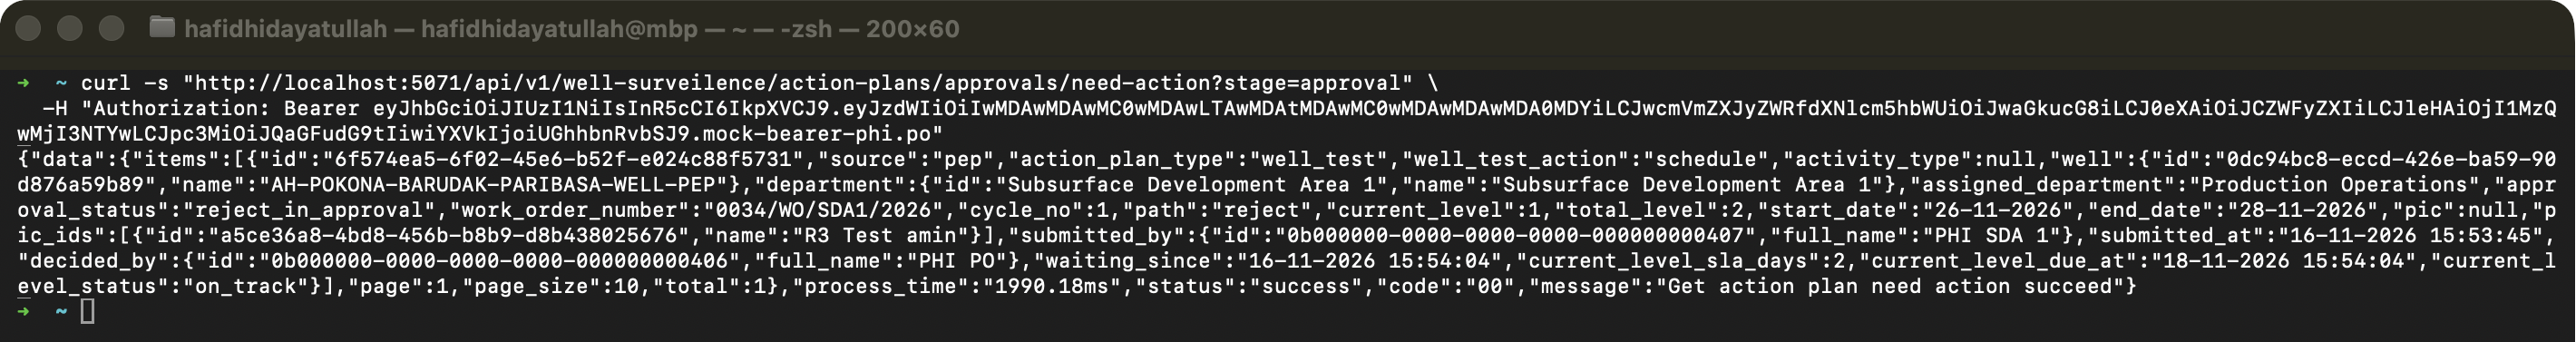 hafidhidayatullah — hafidhidayatullah@mbp — ~ — -zsh — 200×60
➜  ~ curl -s "http://localhost:5071/api/v1/well-surveilence/action-plans/approvals/need-action?stage=approval" \
  -H "Authorization: Bearer eyJhbGciOiJIUzI1NiIsInR5cCI6IkpXVCJ9.eyJzdWIiOiIwMDAwMDAwMC0wMDAwLTAwMDAtMDAwMC0wMDAwMDAwMDA0MDYiLCJwcmVmZXJyZWRfdXNlcm5hbWUiOiJwaGkucG8iLCJ0eXAiOiJCZWFyZXIiLCJleHAiOjI1MzQ
wMjI3NTYwLCJpc3MiOiJQaGFudG9tIiwiYXVkIjoiUGhhbnRvbSJ9.mock-bearer-phi.po"
{"data":{"items":[{"id":"6f574ea5-6f02-45e6-b52f-e024c88f5731","source":"pep","action_plan_type":"well_test","well_test_action":"schedule","activity_type":null,"well":{"id":"0dc94bc8-eccd-426e-ba59-90
d876a59b89","name":"AH-POKONA-BARUDAK-PARIBASA-WELL-PEP"},"department":{"id":"Subsurface Development Area 1","name":"Subsurface Development Area 1"},"assigned_department":"Production Operations","appr
oval_status":"reject_in_approval","work_order_number":"0034/WO/SDA1/2026","cycle_no":1,"path":"reject","current_level":1,"total_level":2,"start_date":"26-11-2026","end_date":"28-11-2026","pic":null,"p
ic_ids":[{"id":"a5ce36a8-4bd8-456b-b8b9-d8b438025676","name":"R3 Test amin"}],"submitted_by":{"id":"0b000000-0000-0000-0000-000000000407","full_name":"PHI SDA 1"},"submitted_at":"16-11-2026 15:53:45",
"decided_by":{"id":"0b000000-0000-0000-0000-000000000406","full_name":"PHI PO"},"waiting_since":"16-11-2026 15:54:04","current_level_sla_days":2,"current_level_due_at":"18-11-2026 15:54:04","current_l
evel_status":"on_track"}],"page":1,"page_size":10,"total":1},"process_time":"1990.18ms","status":"success","code":"00","message":"Get action plan need action succeed"}
➜  ~